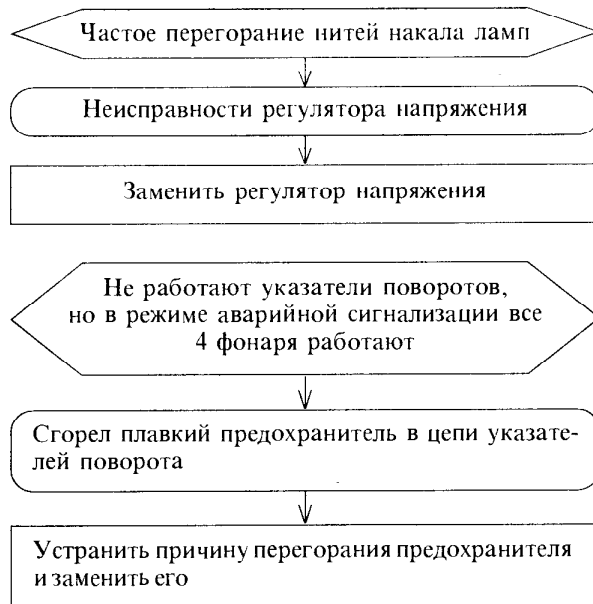 Частое перегорание нитей накала ламп
Неисправности регулятора напряжения
Заменить регулятор напряжения
Не работают указатели поворотов,
но в режиме аварийной сигнализации все
4 фонаря работают
Сгорел плавкий предохранитель в цепи указате-
лей поворота
Устранить причину перегорания предохранителя
и заменить его